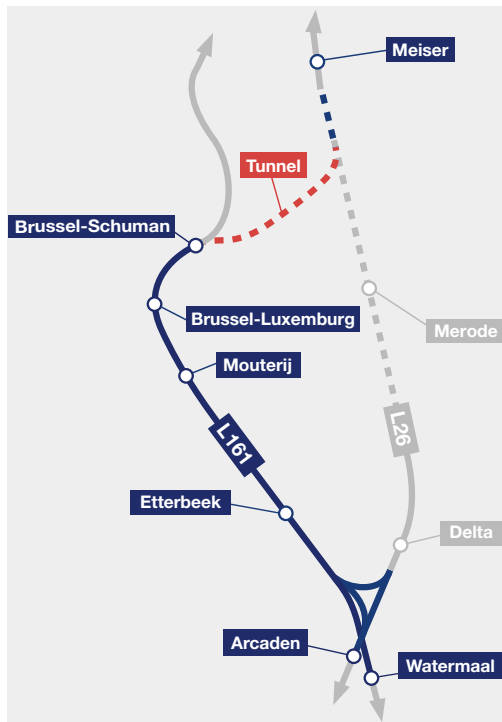 Meiser
Tunnel
Brussel-Schuman
Brussel-Luxemburg
Merode
Mouterij
L26
L161
Etterbeek
Delta
Arcaden
Watermaal